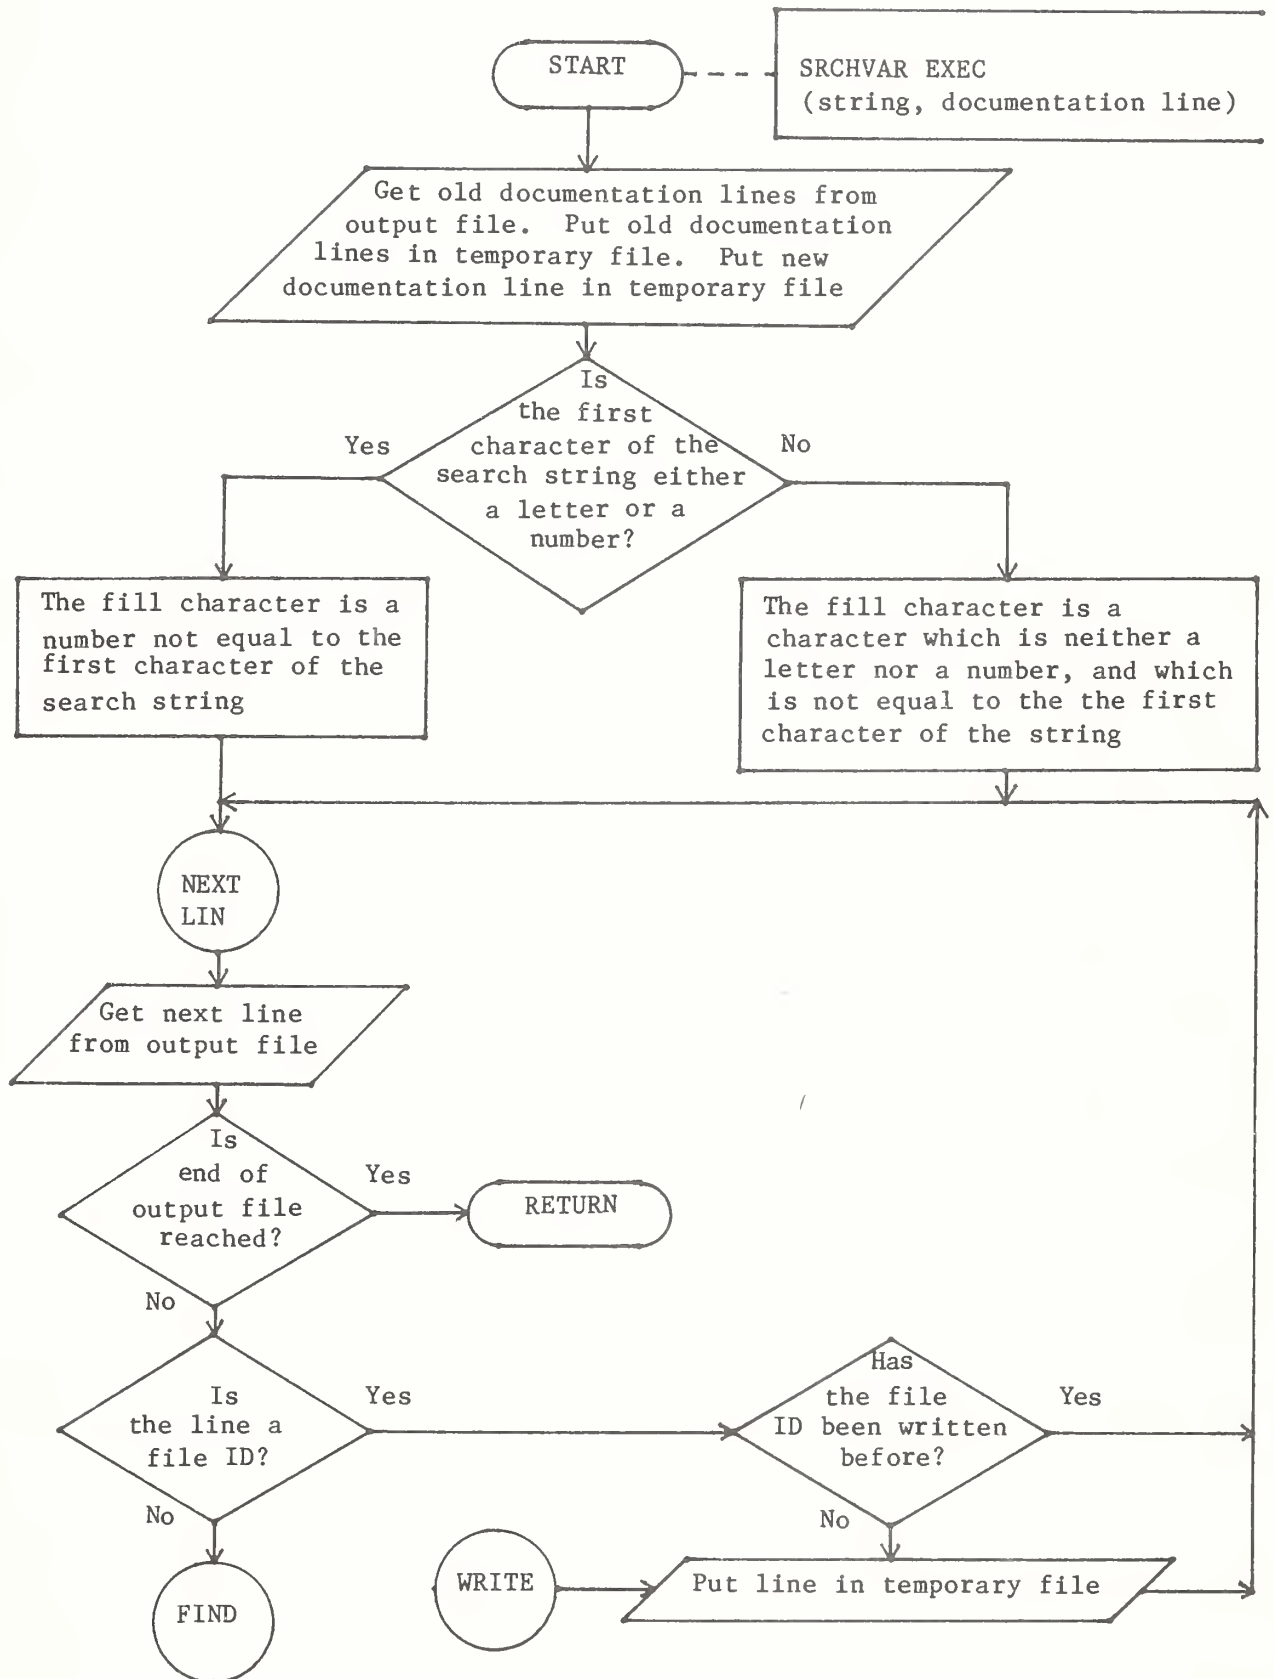 START
SRCHVAR EXEC
(string, documentation line)
Get old documentation lines from
output file. Put old documentation
lines in temporary file. Put new
documentation line in temporary file
Is
the first
character of the
search string either
a letter or a
number?
Yes
No
The fill character is a
number not equal to the
first character of the
search string
The fill character is a
character which is neither a
letter nor a number, and which
is not equal to the the first
character of the string
NEXT
LIN
Get next line
from output file
Is
end of
output file
reached?
Yes
RETURN
No
Is
the line a
file ID?
Yes
Has
the file
ID been written
before?
Yes
No
No
WRITE
Put line in temporary file
FIND